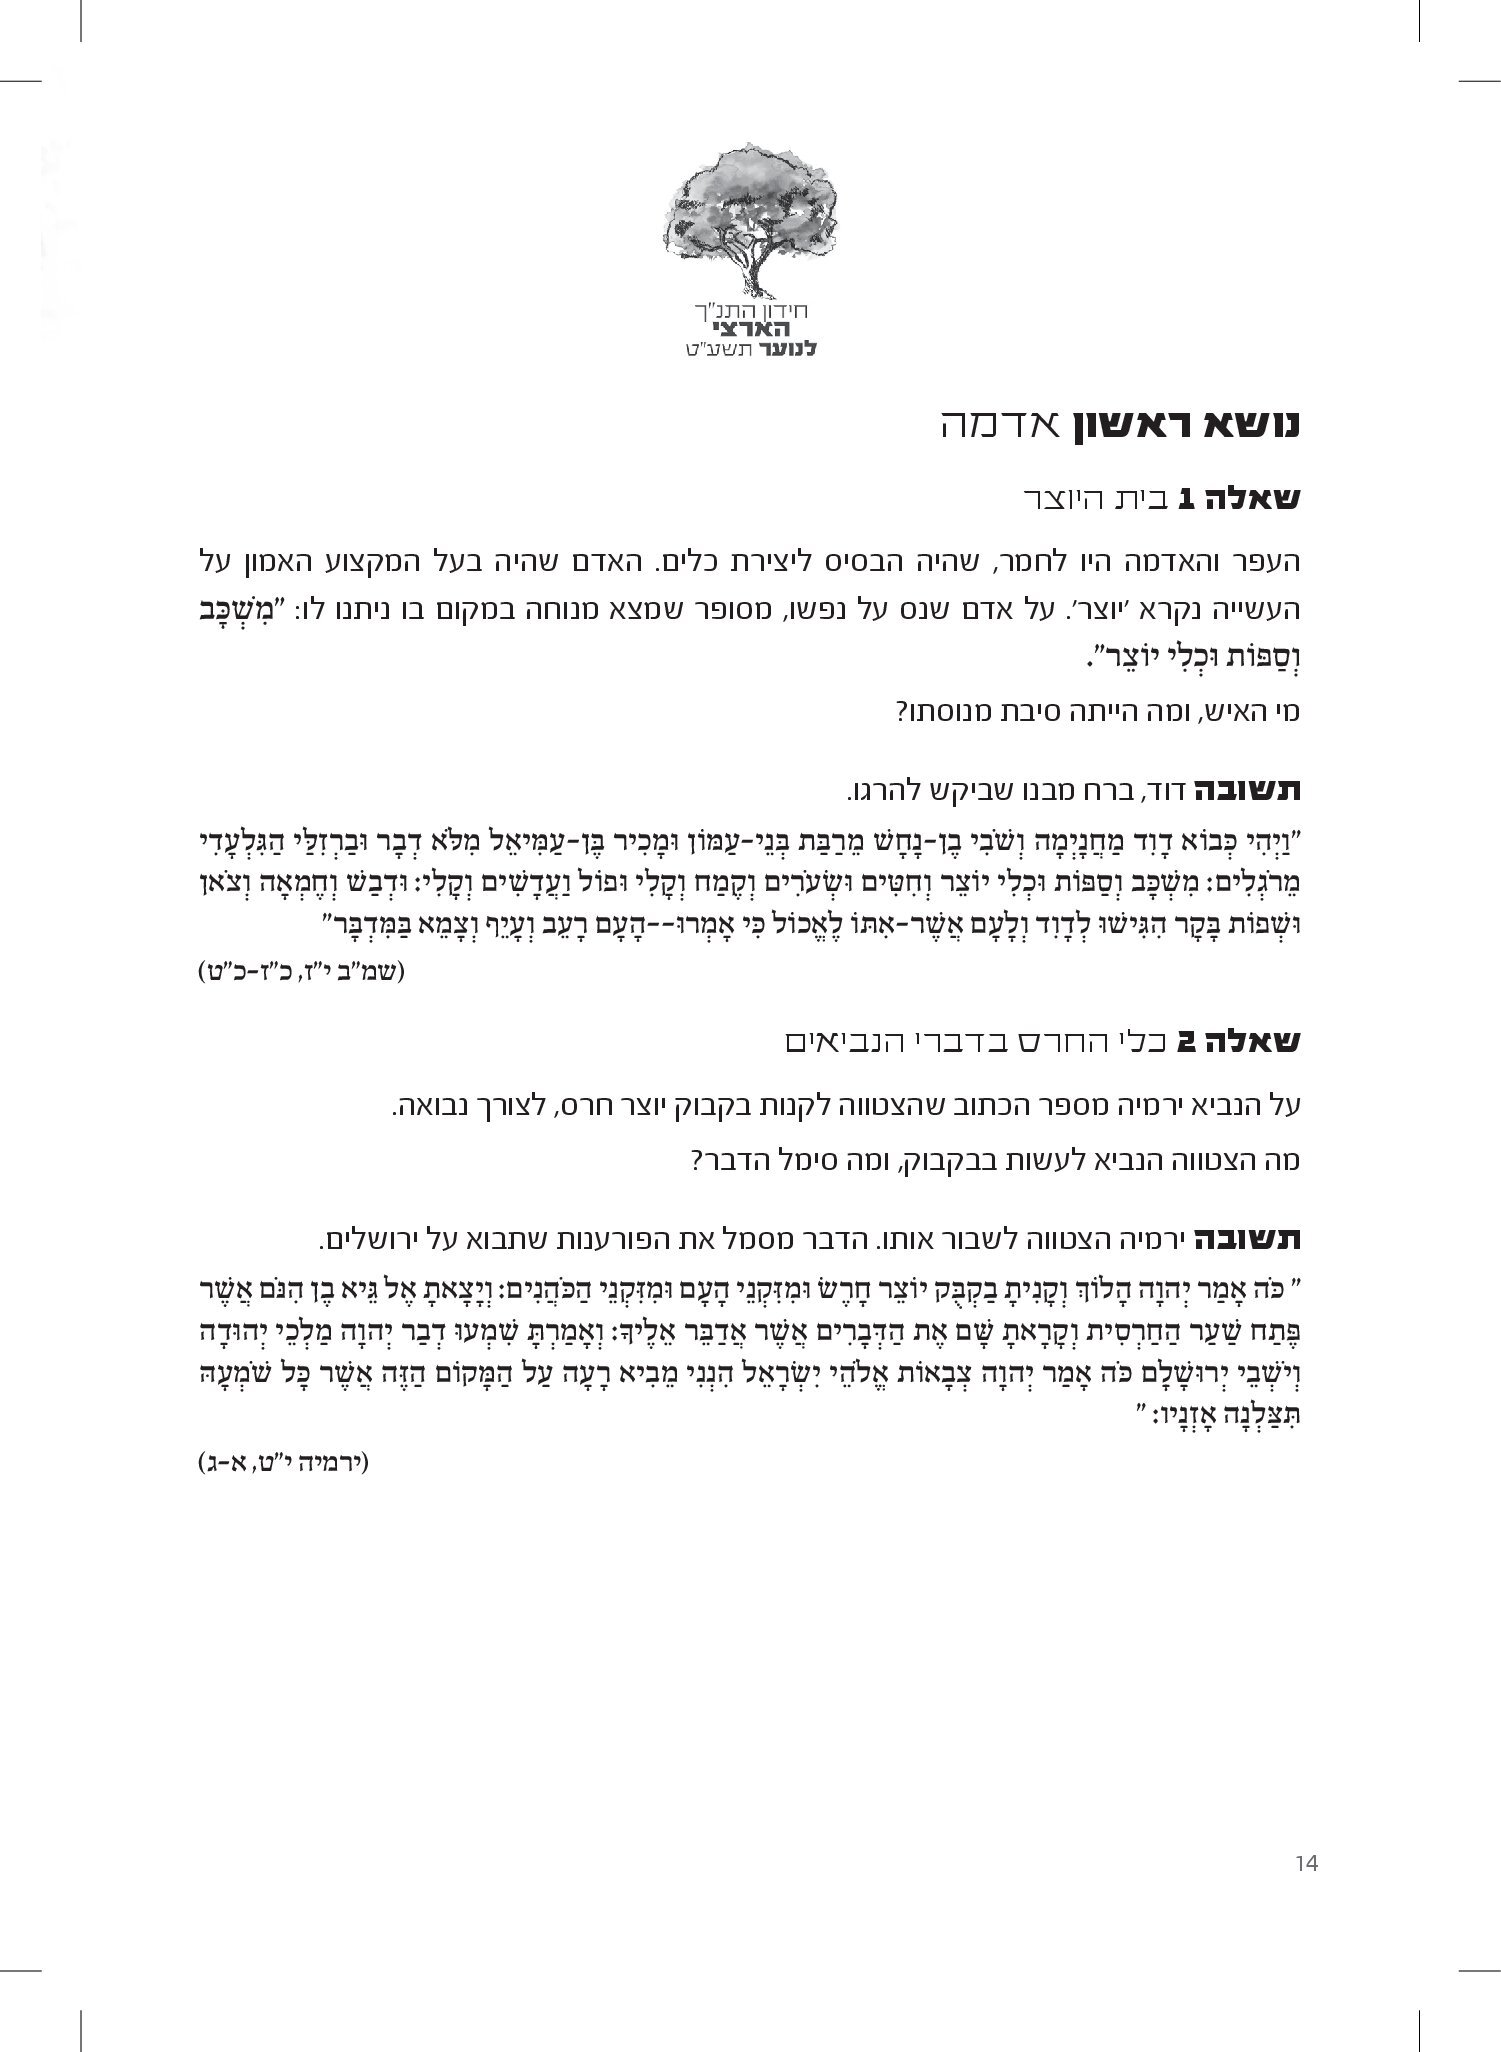 חידון התנ"ך
הארצי
לנוער תשע"ט
נושא ראשון אדמה
שאלה 1 בית היוצר
העפר והאדמה היו לחמר, שהיה הבסיס ליצירת כלים. האדם שהיה בעל המקצוע האמון על
העשייה נקרא 'יוצר'. על אדם שנס על נפשו, מסופר שמצא מנוחה במקום בו ניתנו לו: "מִשְׁכָּב
וְסַפּוֹת וּכְלִי יוֹצֵר".
מי האיש, ומה הייתה סיבת מנוסתו?
תשובה דוד, ברח מבנו שביקש להרגו.
"וַיְהִי כְּבוֹא דָוִד מַחֲנָיְמָה וְשֹׁבִי בֶן-נָחָשׁ מֵרַבַּת בְּנֵי-עַמּוֹן וּמָכִיר בֶּן-עַמִּיאֵל מִלֹּא דְבָר וּבַרְזִלַּי הַגִּלְעָדִי
מֵרֹגְלִים: מִשְׁכָּב וְסַפּוֹת וּכְלִי יוֹצֵר וְחִטִּים וּשְׂעֹרִים וְקֶמַח וְקָלִי וּפוֹל וַעֲדָשִׁים וְקָלִי: וּדְבַשׁ וְחֶמְאָה וְצֹאן
וּשְׁפוֹת בָּקָר הִגִּישׁוּ לְדָוִד וְלָעָם אֲשֶׁר-אִתּוֹ לֶאֱכוֹל כִּי אָמְרוּ--הָעָם רָעֵב וְעָיֵף וְצָמֵא בַּמִּדְבָּר"
(שמ"ב י"ז, כ"ז-כ"ט)
שאלה 2 כלי החרס בדברי הנביאים
על הנביא ירמיה מספר הכתוב שהצטווה לקנות בקבוק יוצר חרס, לצורך נבואה.
מה הצטווה הנביא לעשות בבקבוק, ומה סימל הדבר?
תשובה ירמיה הצטווה לשבור אותו. הדבר מסמל את הפורענות שתבוא על ירושלים.
" כֹּה אָמַר יְהוָה הָלוֹךְ וְקָנִיתָ בַקְבֻּק יוֹצֵר חָרֶשׂ וּמִזִּקְנֵי הָעָם וּמִזִּקְנֵי הַכֹּהֲנִים: וְיָצָאתָ אֶל גֵּיא בֶן הִנֹּם אֲשֶׁר
פֶּתַח שַׁעַר הַחַרְסִית וְקָרָאתָ שָּׁם אֶת הַדְּבָרִים אֲשֶׁר אֲדַבֵּר אֵלֶיךָ: וְאָמַרְתָּ שִׁמְעוּ דְבַר יְהוָה מַלְכֵי יְהוּדָה
וְיֹשְׁבֵי יְרוּשָׁלִָם כֹּה אָמַר יְהוָה צְבָאוֹת אֱלֹהֵי יִשְׂרָאֵל הִנְנִי מֵבִיא רָעָה עַל הַמָּקוֹם הַזֶּה אֲשֶׁר כָּל שֹׁמְעָהּ
תִּצַּלְנָה אָזְנָיו: "
(ירמיה י"ט, א-ג)
14